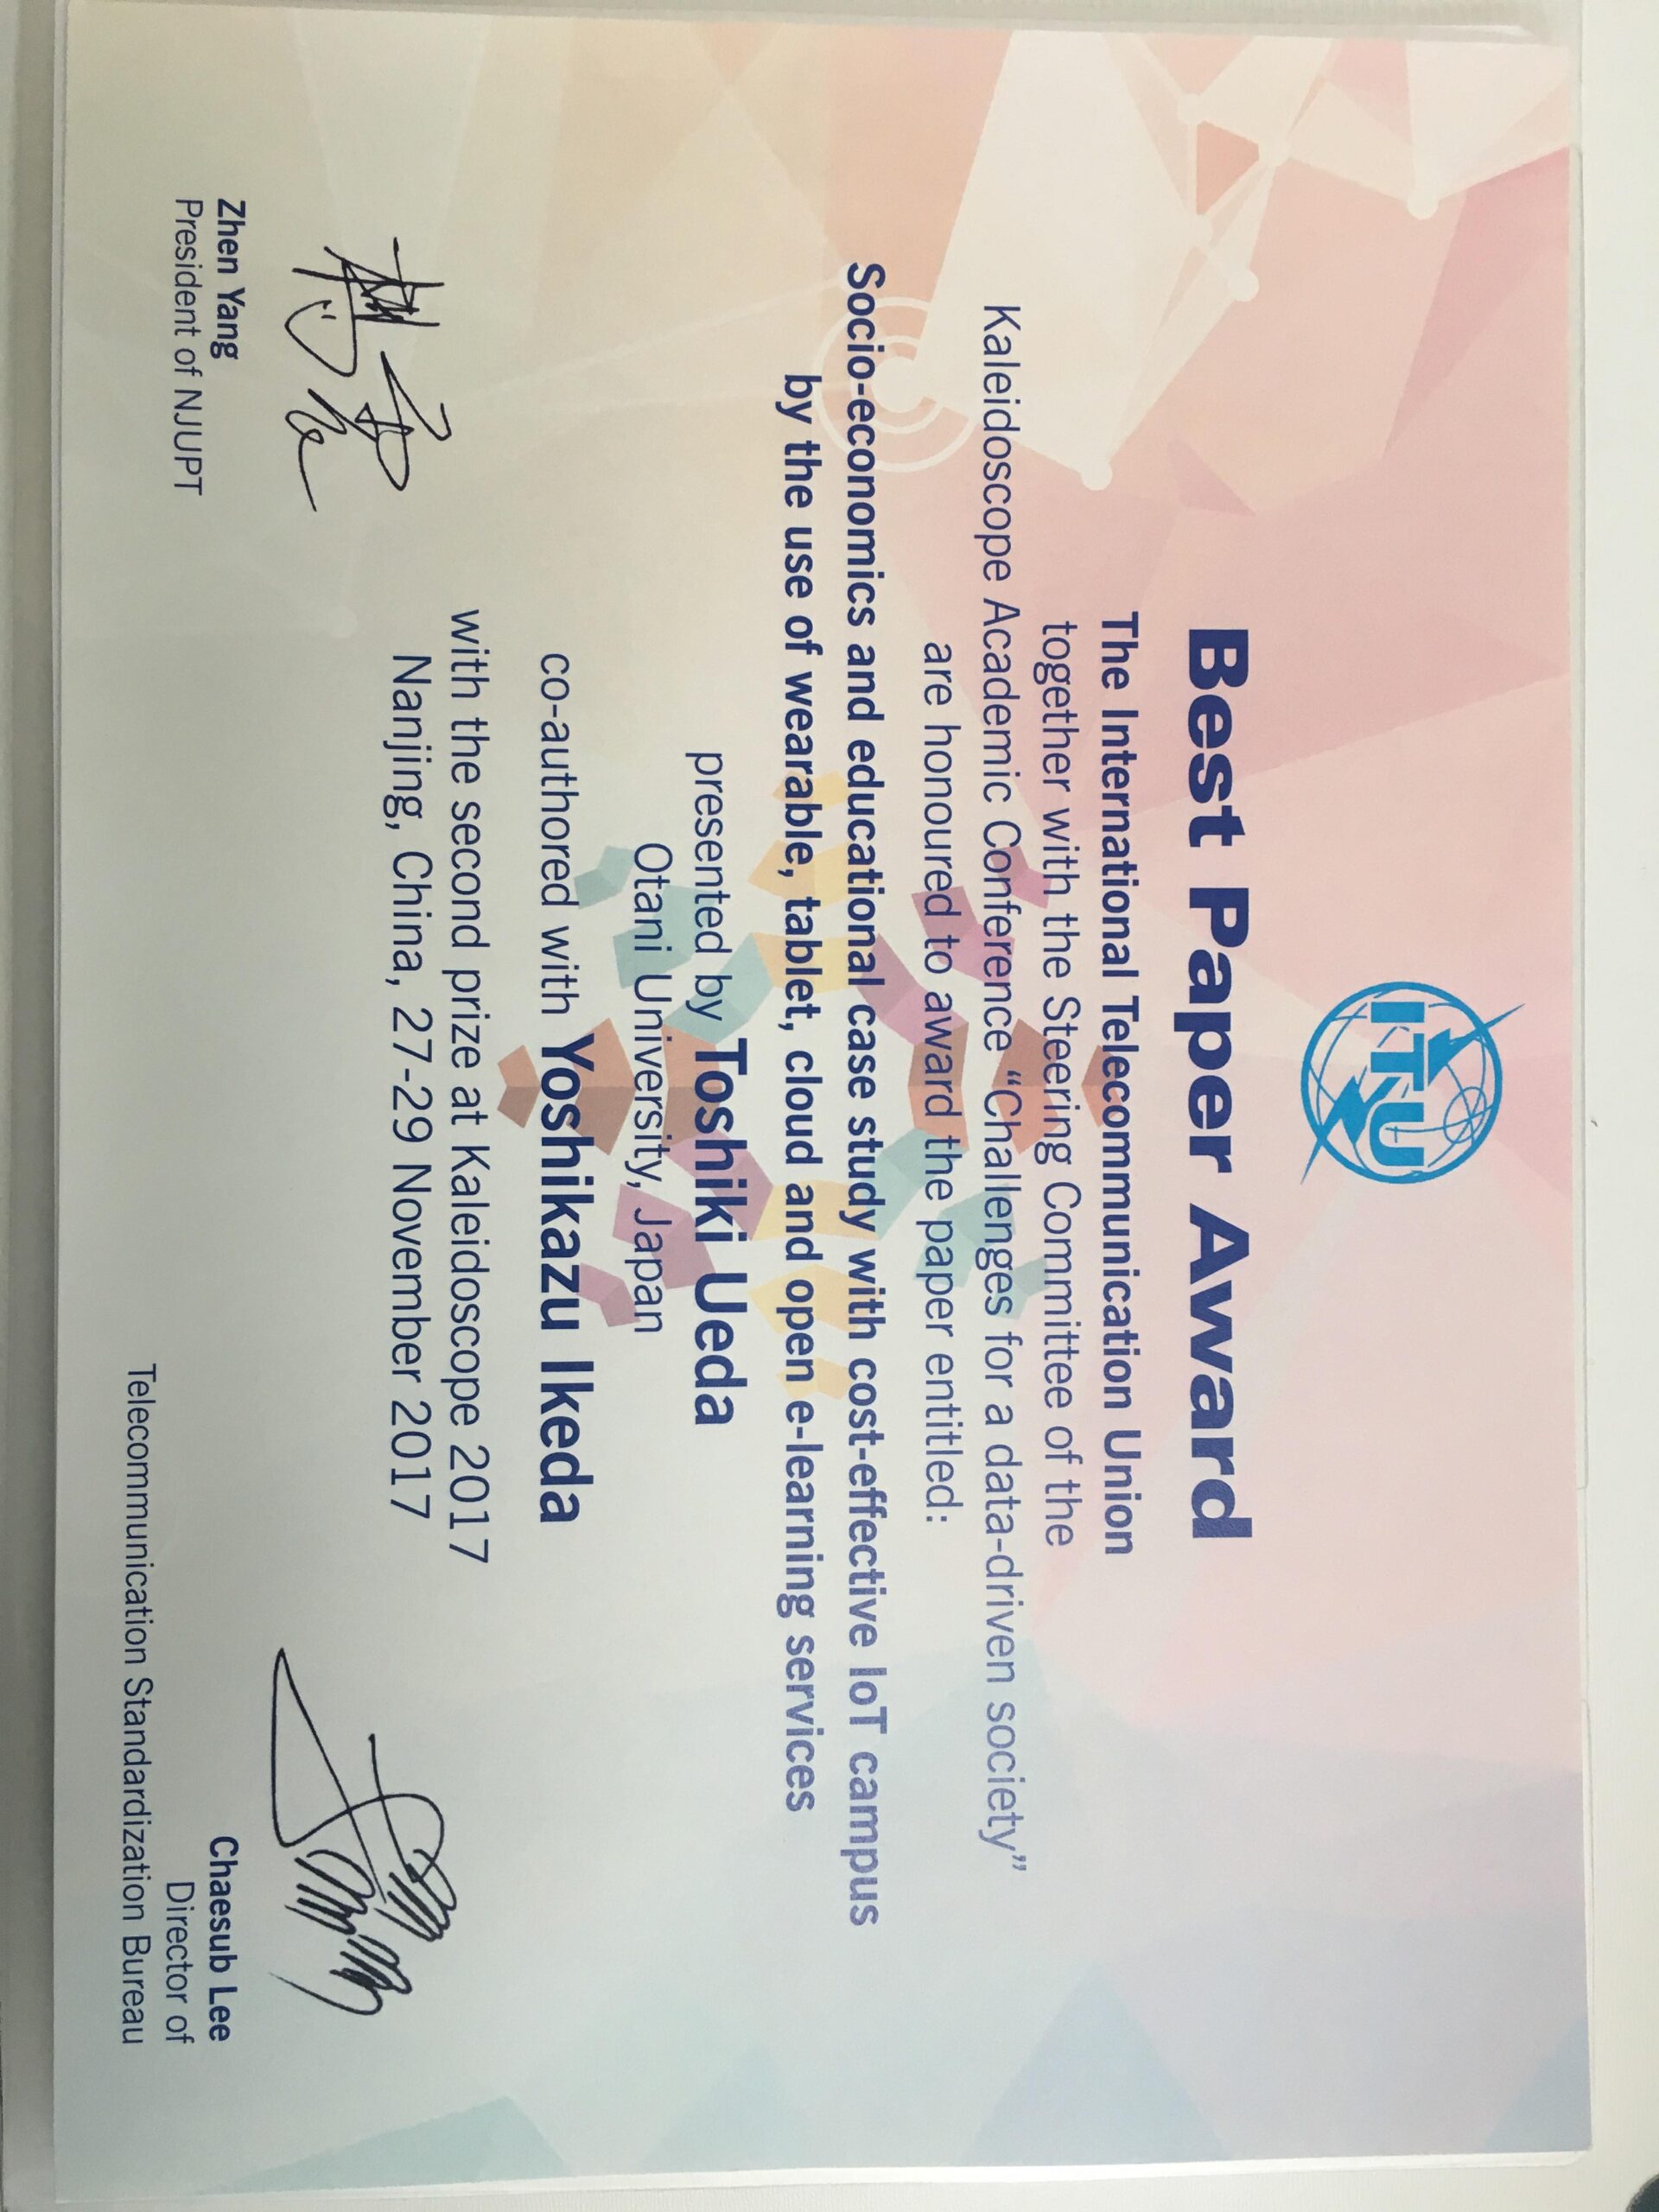 ITU
Best Paper Award
The International Telecommunication Union
together with the Steering Committee of the
Kaleidoscope Academic Conference “Challenges for a data-driven society”
are honoured to award the paper entitled:
Socio-economics and educational case study with cost-effective IoT campus
by the use of wearable, tablet, cloud and open e-learning services
presented by Toshiki Ueda
Otani University, Japan
co-authored with Yoshikazu Ikeda
with the second prize at Kaleidoscope 2017
Nanjing, China, 27-29 November 2017
Zhen Yang
President of NJUPT
Chaesub Lee
Director of
Telecommunication Standardization Bureau